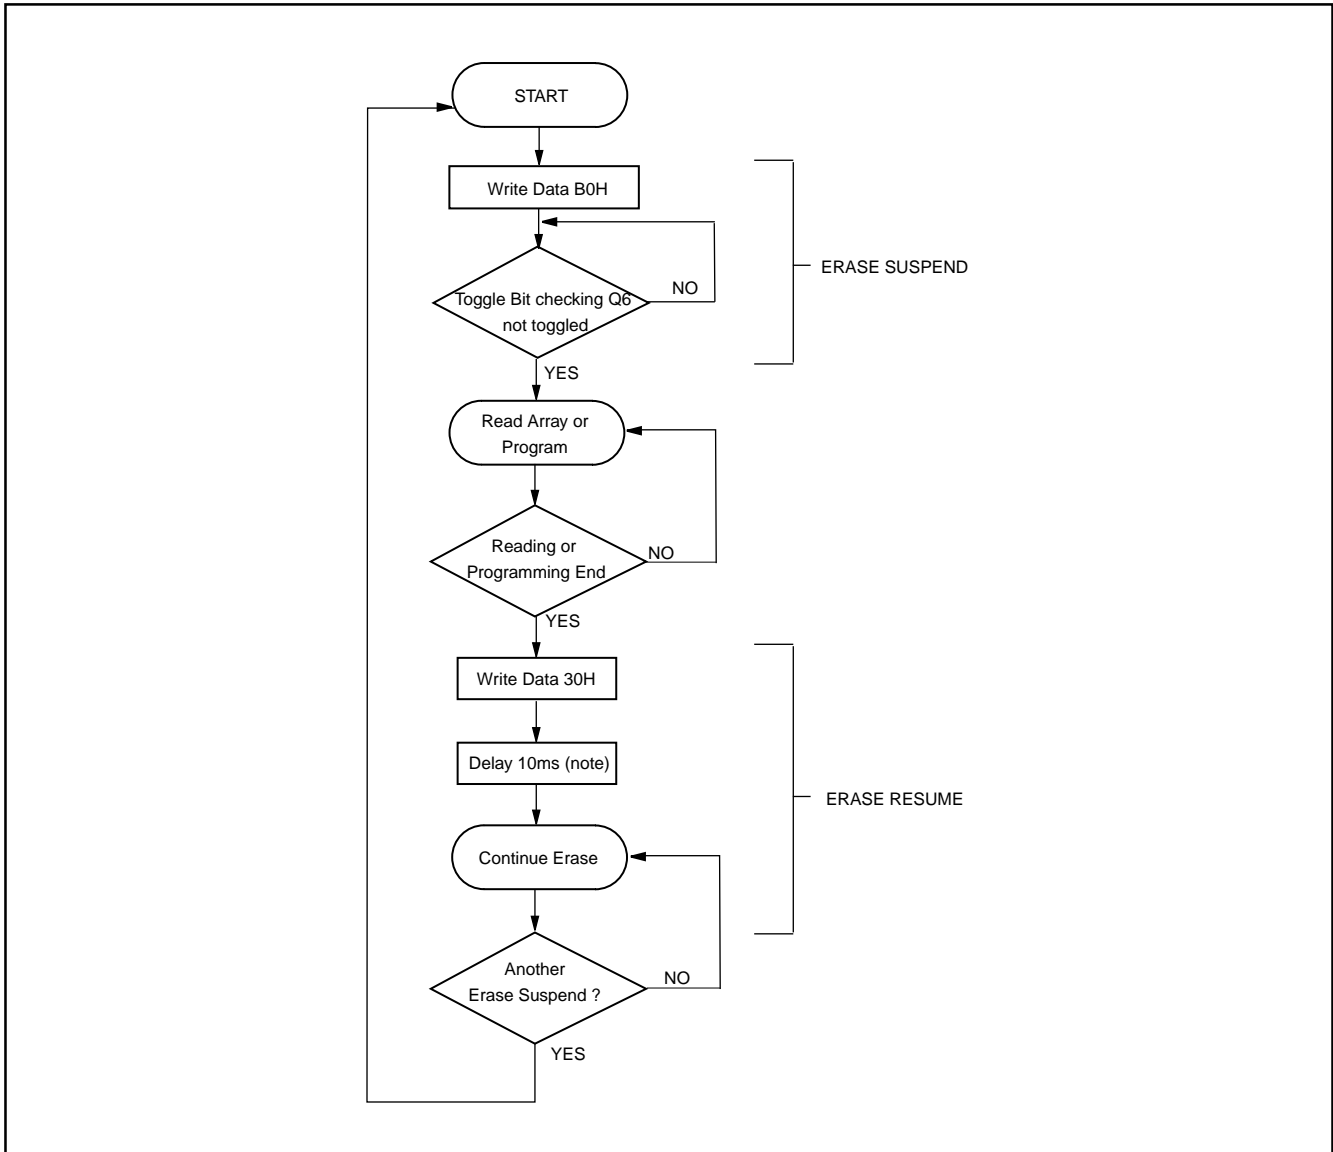 START
Write Data B0H
ERASE SUSPEND
Toggle Bit checking Q6
not toggled
NO
YES
Read Array or
Program
Reading or
Programming End
NO
YES
Write Data 30H
Delay 10ms (note)
ERASE RESUME
Continue Erase
Another
Erase Suspend ?
NO
YES